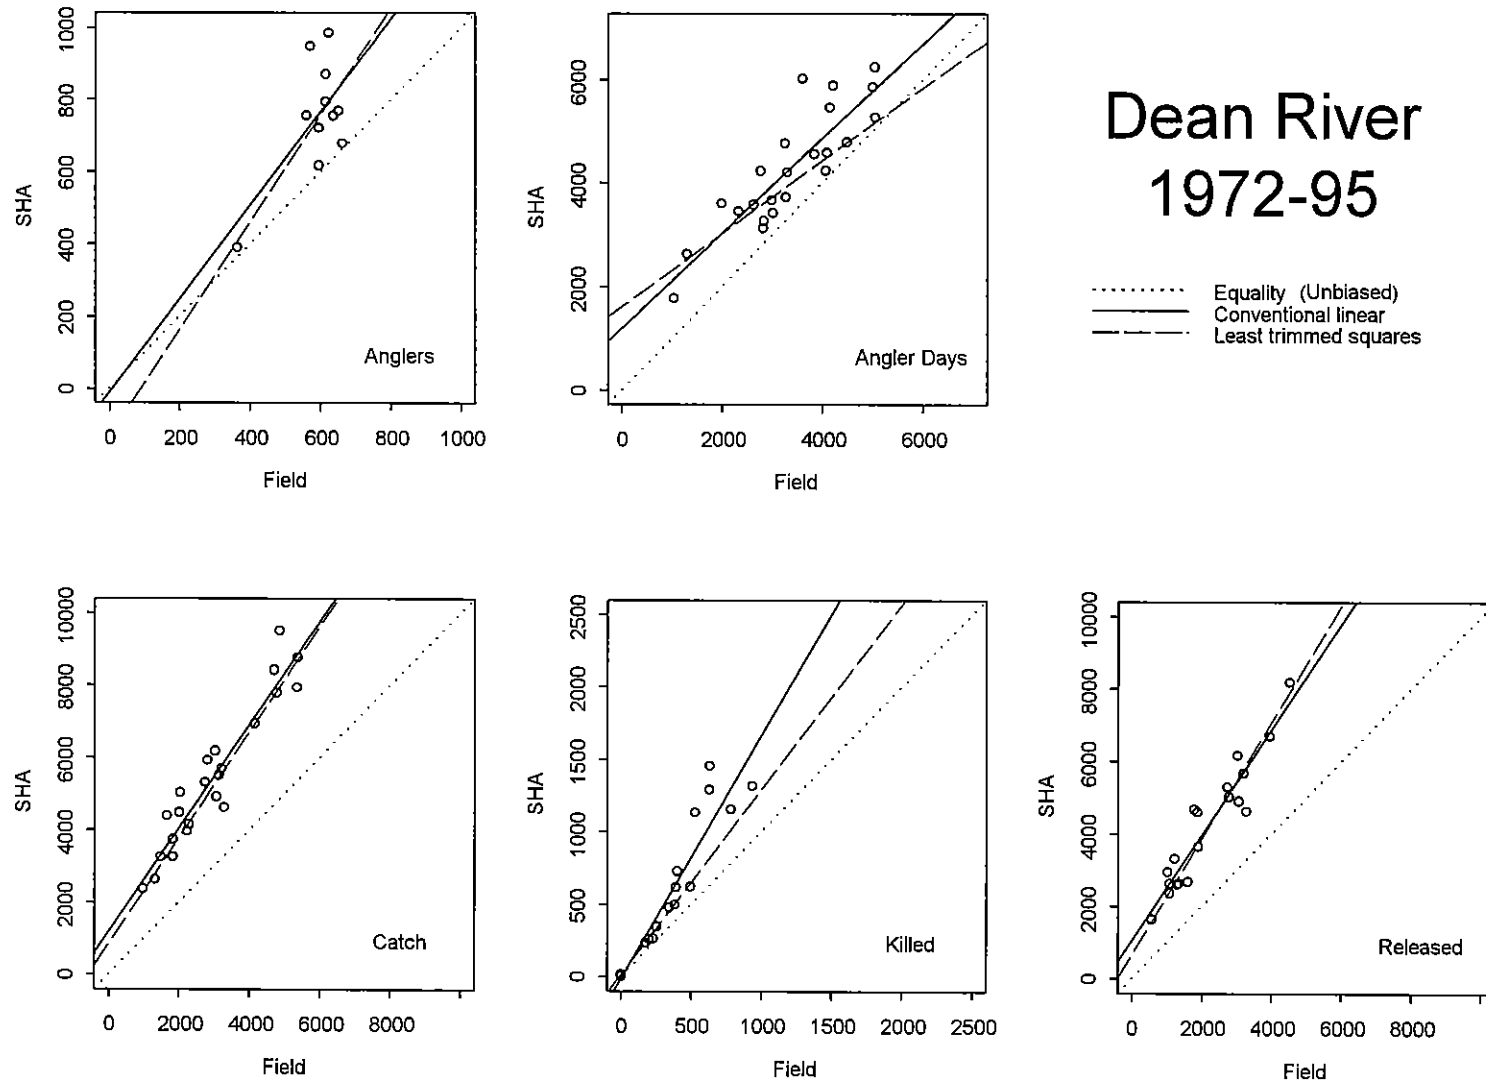 Dean River
1972-95
Equality (Unbiased)
Conventional linear
Least trimmed squares
SHA
0 200 400 600 800 1000
Anglers
0 200 400 600 800 1000
Field
SHA
0 2000 4000 6000
Angler Days
0 2000 4000 6000
Field
SHA
0 2000 4000 6000 8000 10000
Catch
0 2000 4000 6000 8000
Field
SHA
0 500 1000 1500 2000 2500
Killed
0 500 1000 1500 2000 2500
Field
SHA
0 2000 4000 6000 8000 10000
Released
0 2000 4000 6000 8000
Field